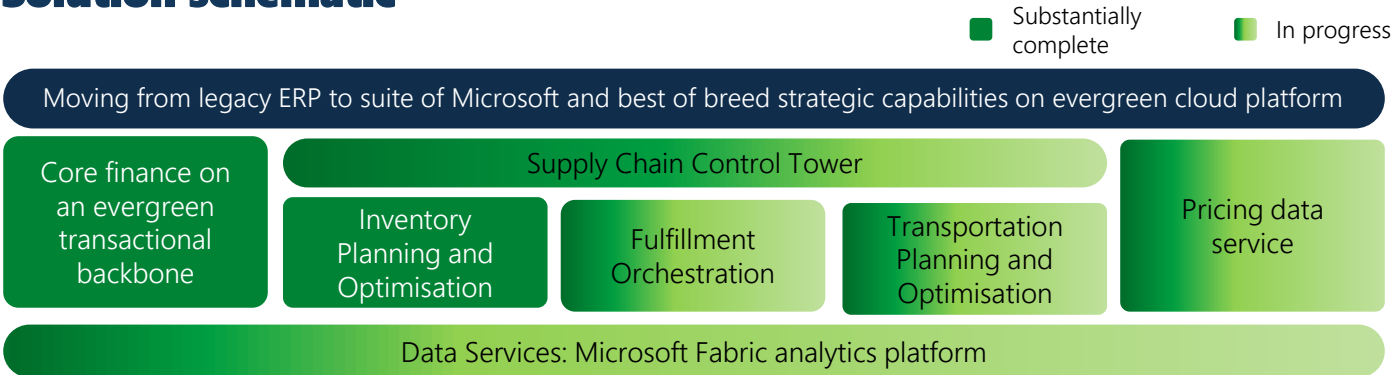 Solution schematic
Substantially
complete
In progress
Moving from legacy ERP to suite of Microsoft and best of breed strategic capabilities on evergreen cloud platform
Core finance on
an evergreen
transactional
backbone
Supply Chain Control Tower
Inventory
Planning and
Optimisation
Fulfillment
Orchestration
Transportation
Planning and
Optimisation
Pricing data
service
Data Services: Microsoft Fabric analytics platform